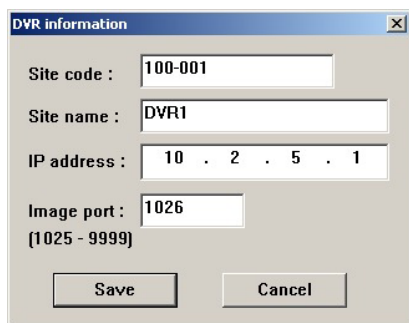 DVR information
Site code : 100-001
Site name : DVR1
IP address : 10 . 2 . 5 . 1
Image port : 1026
(1025 - 9999)
Save Cancel